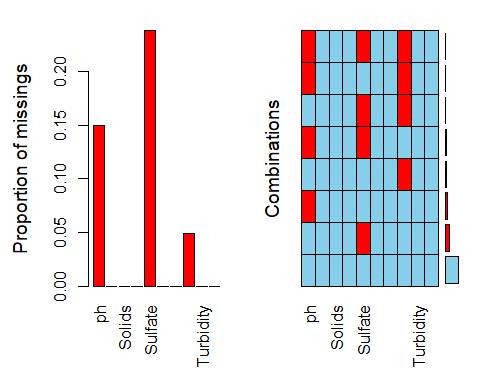 Proportion of missings
0.20
0.15
0.10
0.05
0.00
ph
Solids
Sulfate
Turbidity
Combinations
ph
Solids
Sulfate
Turbidity